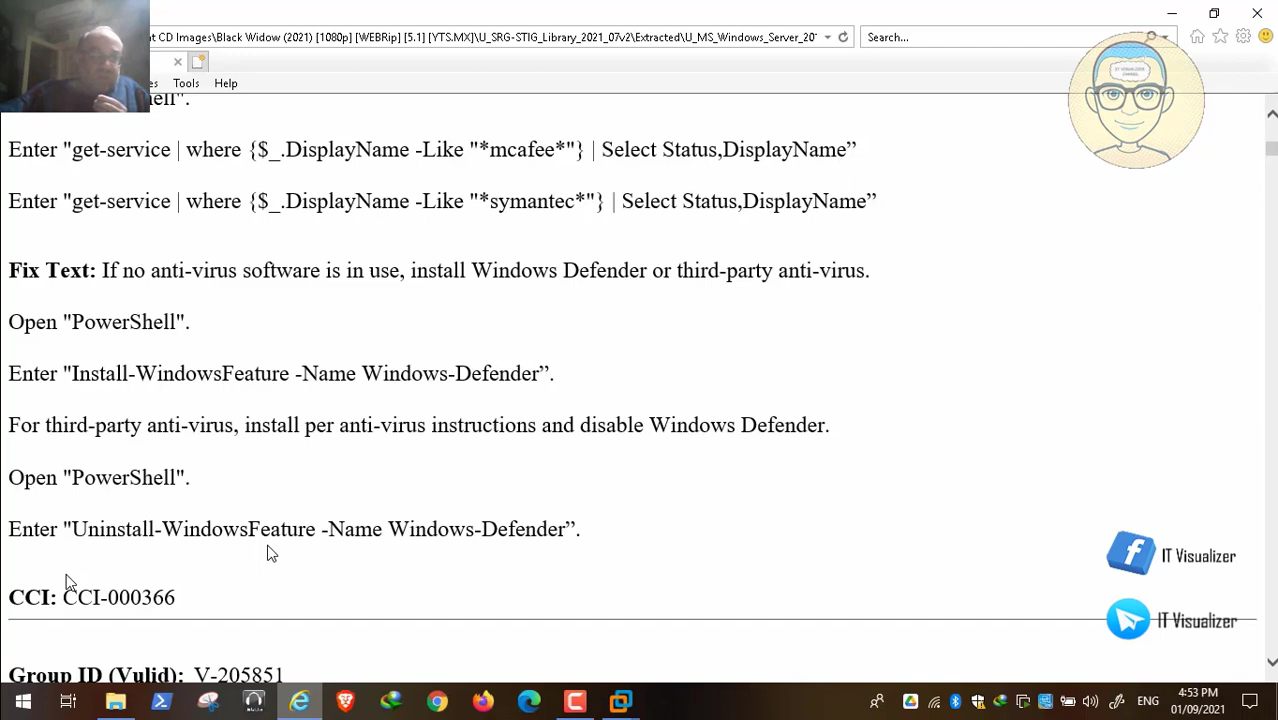 nt CD Images\Black Widow (2021) [1080p] [WEBRip] [5.1] [YTS.MX]\U_SRG-STIG_Library_2021_07v2\Extracted\U_MS_Windows_Server_20
Search...
Tools Help
Enter "get-service | where {$_.DisplayName -Like "*mcafee*"} | Select Status,DisplayName”
Enter "get-service | where {$_.DisplayName -Like "*symantec*"} | Select Status,DisplayName”
Fix Text: If no anti-virus software is in use, install Windows Defender or third-party anti-virus.
Open "PowerShell".
Enter "Install-WindowsFeature -Name Windows-Defender”.
For third-party anti-virus, install per anti-virus instructions and disable Windows Defender.
Open "PowerShell".
Enter "Uninstall-WindowsFeature -Name Windows-Defender”.
IT Visualizer
CCI: CCI-000366
IT Visualizer
Group ID (Vulid): V-205851
ENG
4:53 PM
01/09/2021
IT VISUALIZER
CHANNEL